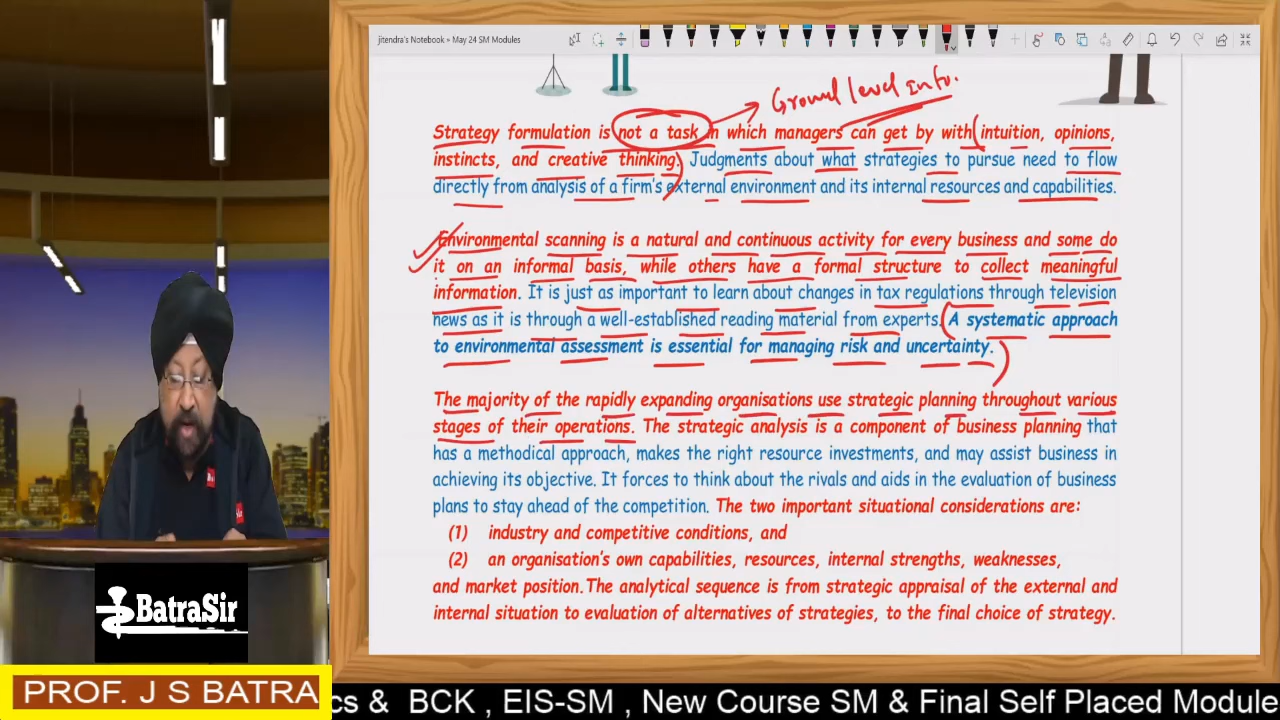 jitendra's Notebook » May 24 SM Modules
Ground level Info.
Strategy formulation is not a task in which managers can get by with intuition, opinions,
instincts, and creative thinking. Judgments about what strategies to pursue need to flow
directly from analysis of a firm's external environment and its internal resources and capabilities.
Environmental scanning is a natural and continuous activity for every business and some do
it on an informal basis, while others have a formal structure to collect meaningful
information. It is just as important to learn about changes in tax regulations through television
news as it is through a well-established reading material from experts. A systematic approach
to environmental assessment is essential for managing risk and uncertainty.
The majority of the rapidly expanding organisations use strategic planning throughout various
stages of their operations. The strategic analysis is a component of business planning that
has a methodical approach, makes the right resource investments, and may assist business in
achieving its objective. It forces to think about the rivals and aids in the evaluation of business
plans to stay ahead of the competition. The two important situational considerations are:
(1) industry and competitive conditions, and
(2) an organisation's own capabilities, resources, internal strengths, weaknesses,
and market position. The analytical sequence is from strategic appraisal of the external and
internal situation to evaluation of alternatives of strategies, to the final choice of strategy.
BatraSir
PROF. J S BATRA
cs & BCK , EIS-SM , New Course SM & Final Self Placed Module